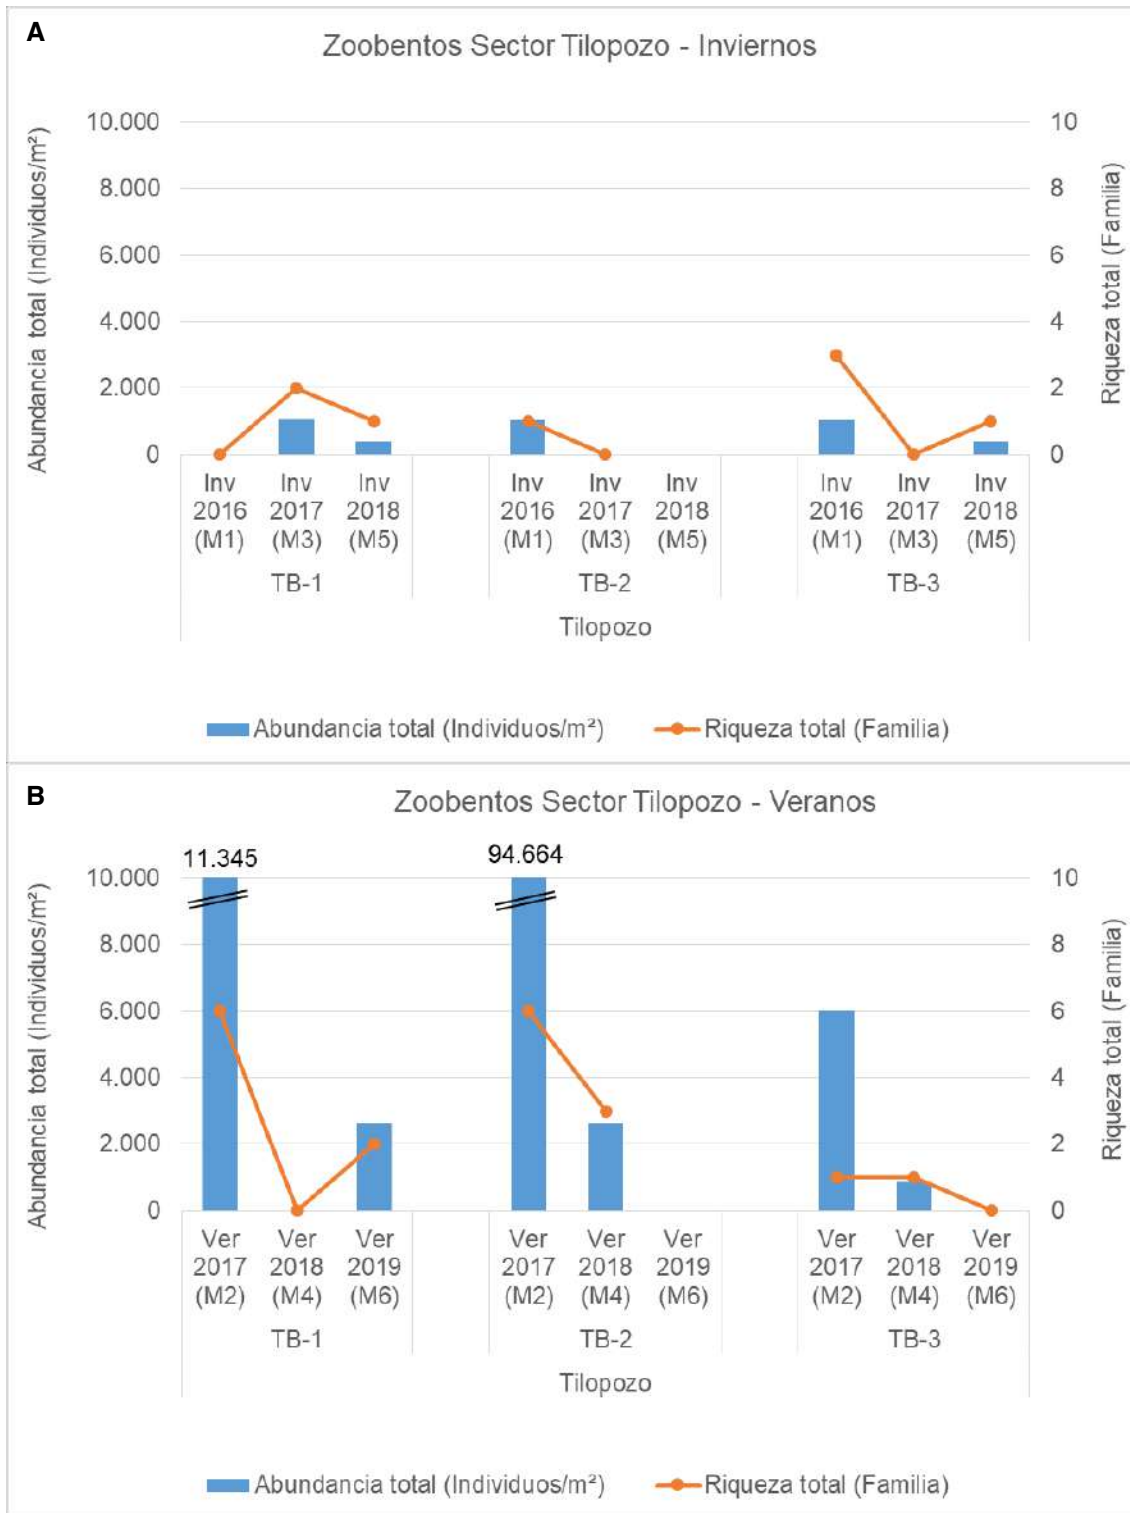 A
Zoobentos Sector Tilopozo - Inviernos
Abundancia total (Individuos/m²)
10.000
8.000
6.000
4.000
2.000
0
10
8
6
4
2
0
Riqueza total (Familia)
Inv 2016 (M1)
Inv 2017 (M3)
Inv 2018 (M5)
Inv 2016 (M1)
Inv 2017 (M3)
Inv 2018 (M5)
Inv 2016 (M1)
Inv 2017 (M3)
Inv 2018 (M5)
TB-1
TB-2
TB-3
Tilopozo
Abundancia total (Individuos/m²)
Riqueza total (Familia)
B
Zoobentos Sector Tilopozo - Veranos
11.345
94.664
Abundancia total (Individuos/m²)
10.000
8.000
6.000
4.000
2.000
0
10
8
6
4
2
0
Riqueza total (Familia)
Ver 2017 (M2)
Ver 2018 (M4)
Ver 2019 (M6)
Ver 2017 (M2)
Ver 2018 (M4)
Ver 2019 (M6)
Ver 2017 (M2)
Ver 2018 (M4)
Ver 2019 (M6)
TB-1
TB-2
TB-3
Tilopozo
Abundancia total (Individuos/m²)
Riqueza total (Familia)